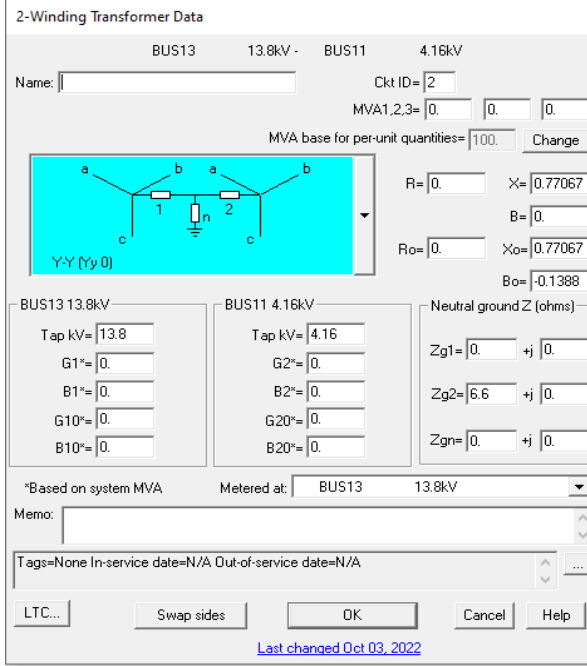 2-Winding Transformer Data
BUS13 13.8kV - BUS11 4.16kV
Name: Ckt ID= 2
MVA1,2,3= 0. 0. 0.
MVA base for per-unit quantities= 100. Change
a b a b
1 n 2
c c
Y-Y (Yy 0)
R= 0. X= 0.77067
B= 0.
Ro= 0. Xo= 0.77067
Bo= -0.1388
BUS13 13.8kV
Tap kV= 13.8
G1*= 0.
B1*= 0.
G10*= 0.
B10*= 0.
BUS11 4.16kV
Tap kV= 4.16
G2*= 0.
B2*= 0.
G20*= 0.
B20*= 0.
Neutral ground Z (ohms)
Zg1= 0. +j 0.
Zg2= 6.6 +j 0.
Zgn= 0. +j 0.
*Based on system MVA Metered at: BUS13 13.8kV
Memo:
Tags=None In-service date=N/A Out-of-service date=N/A
...
LTC... Swap sides OK Cancel Help
Last changed Oct 03, 2022